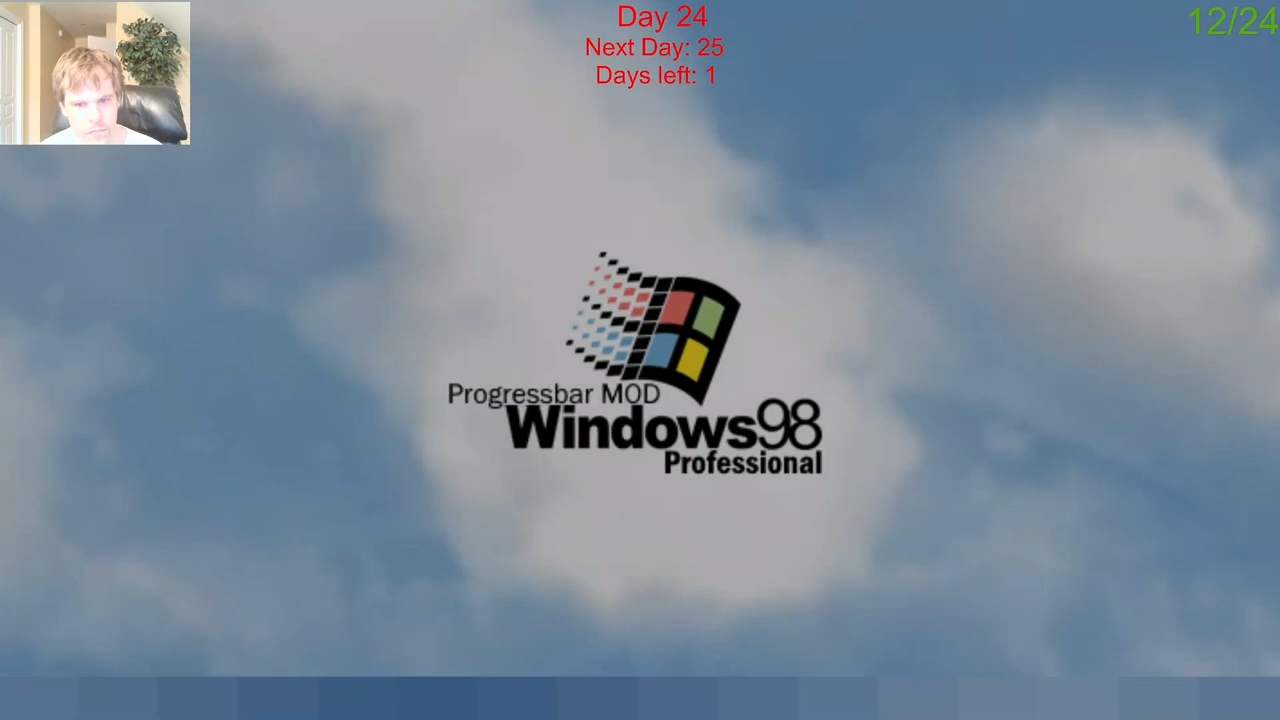 Day 24
Next Day: 25
Days left: 1
12/24
Progressbar MOD
Windows98
Professional